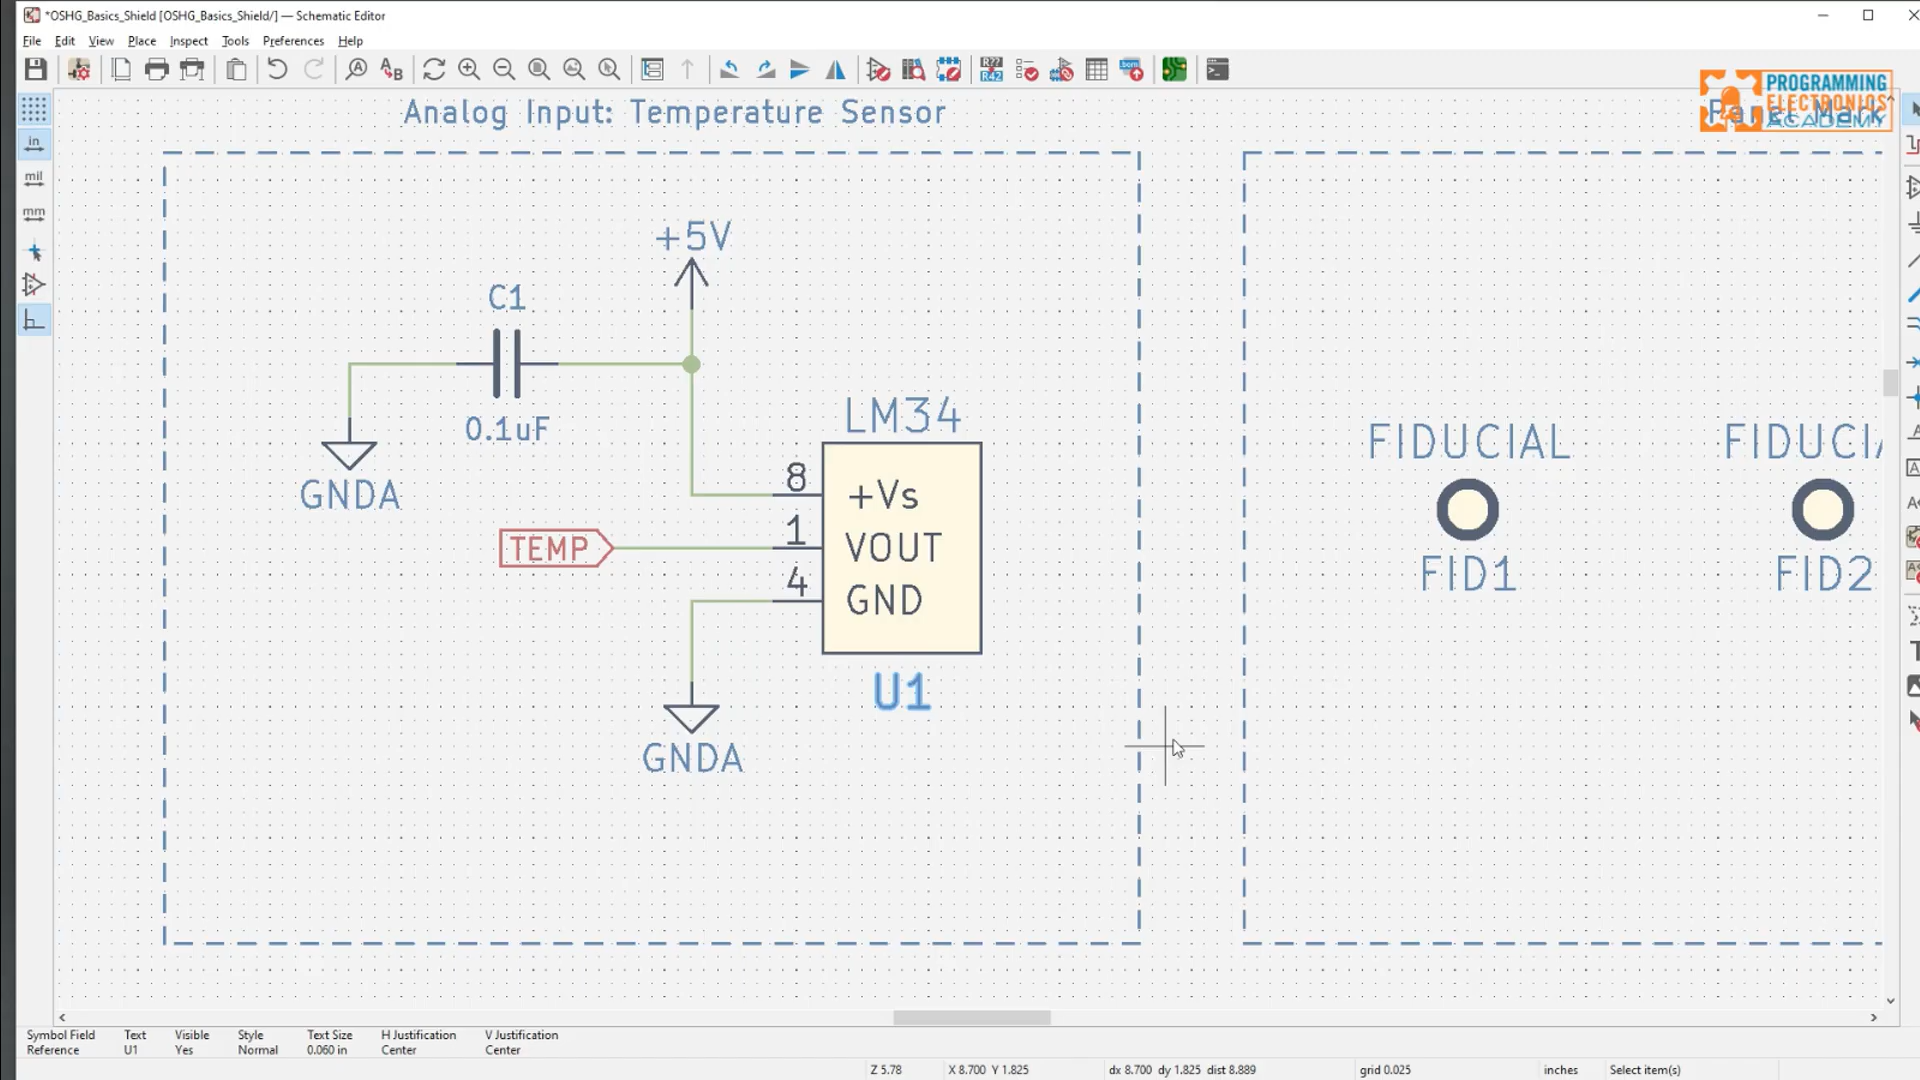 *OSHG_Basics_Shield [OSHG_Basics_Shield/] — Schematic Editor
File Edit View Place Inspect Tools Preferences Help
Analog Input: Temperature Sensor
PROGRAMMING
ELECTRONICS
ACADEMY
in
mil
mm
+5V
C1
0.1uF
GNDA
LM34
8 +Vs
TEMP 1 VOUT
4 GND
U1
GNDA
FIDUCIAL
FID1
FID2
Symbol Field Text Visible Style Text Size H Justification V Justification
Reference U1 Yes Normal 0.060 in Center Center
Z 5.78 X 8.700 Y 1.825 dx 8.700 dy 1.825 dist 8.889 grid 0.025 inches Select item(s)